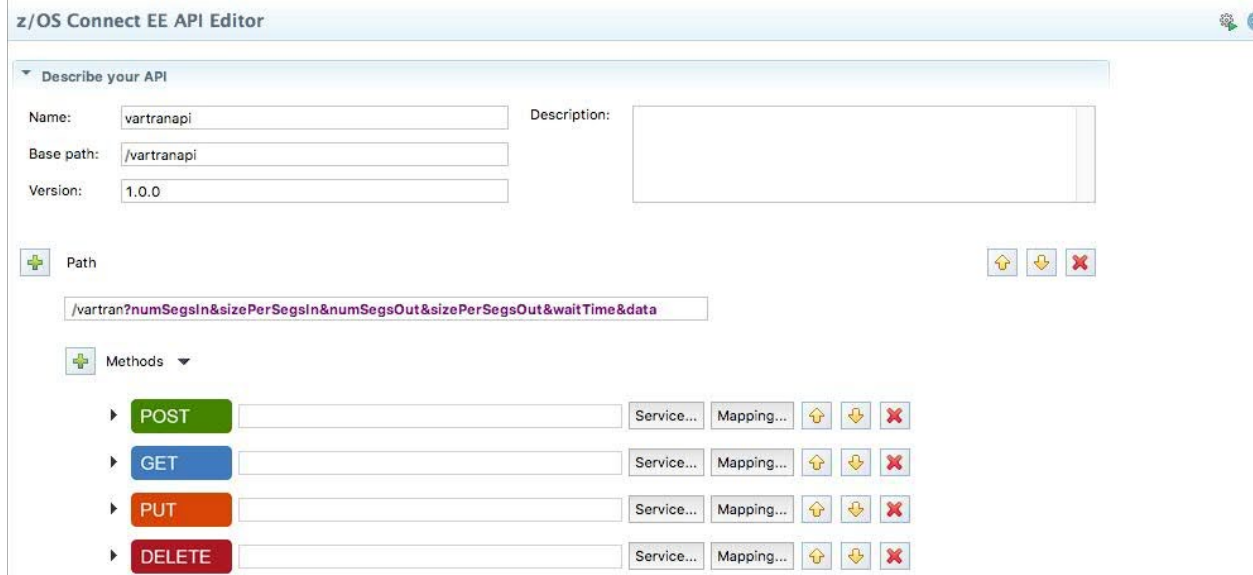 z/OS Connect EE API Editor
Describe your API
Name: vartranapi Description:
Base path: /vartranapi
Version: 1.0.0
Path
/vartran?numSegsIn&sizePerSegsIn&numSegsOut&sizePerSegsOut&waitTime&data
Methods
POST Service... Mapping...
GET Service... Mapping...
PUT Service... Mapping...
DELETE Service... Mapping...